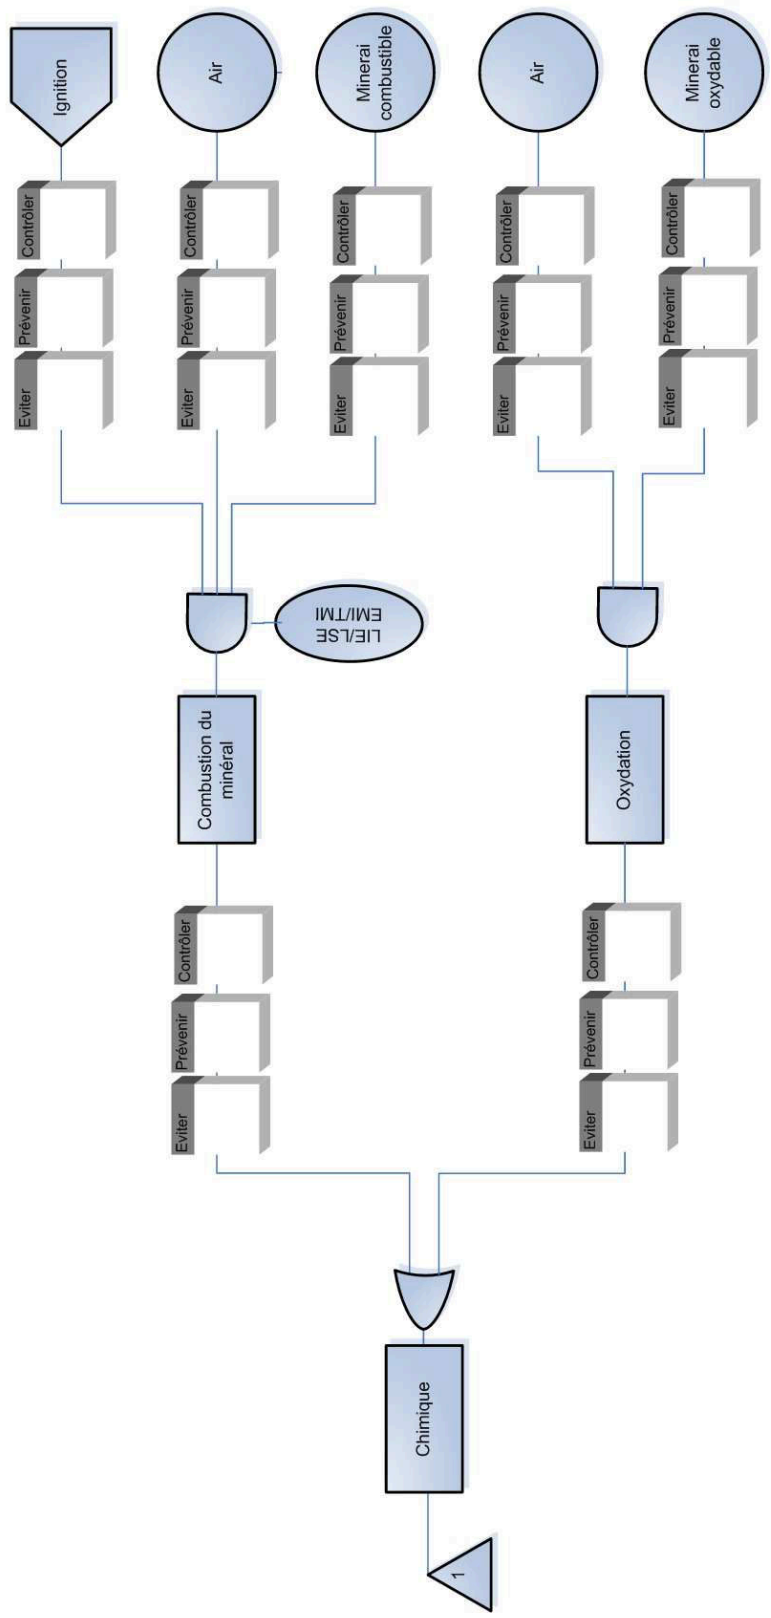 Eviter
Prévenir
Contrôler
Ignition
Eviter
Prévenir
Contrôler
Combustion du
minéral
Eviter
Prévenir
Contrôler
Air
LIE/LSE
EMI/TMI
Eviter
Prévenir
Contrôler
Minerai
combustible
1
Chimique
Eviter
Prévenir
Contrôler
Air
Eviter
Prévenir
Contrôler
Oxydation
Eviter
Prévenir
Contrôler
Minerai
oxydable